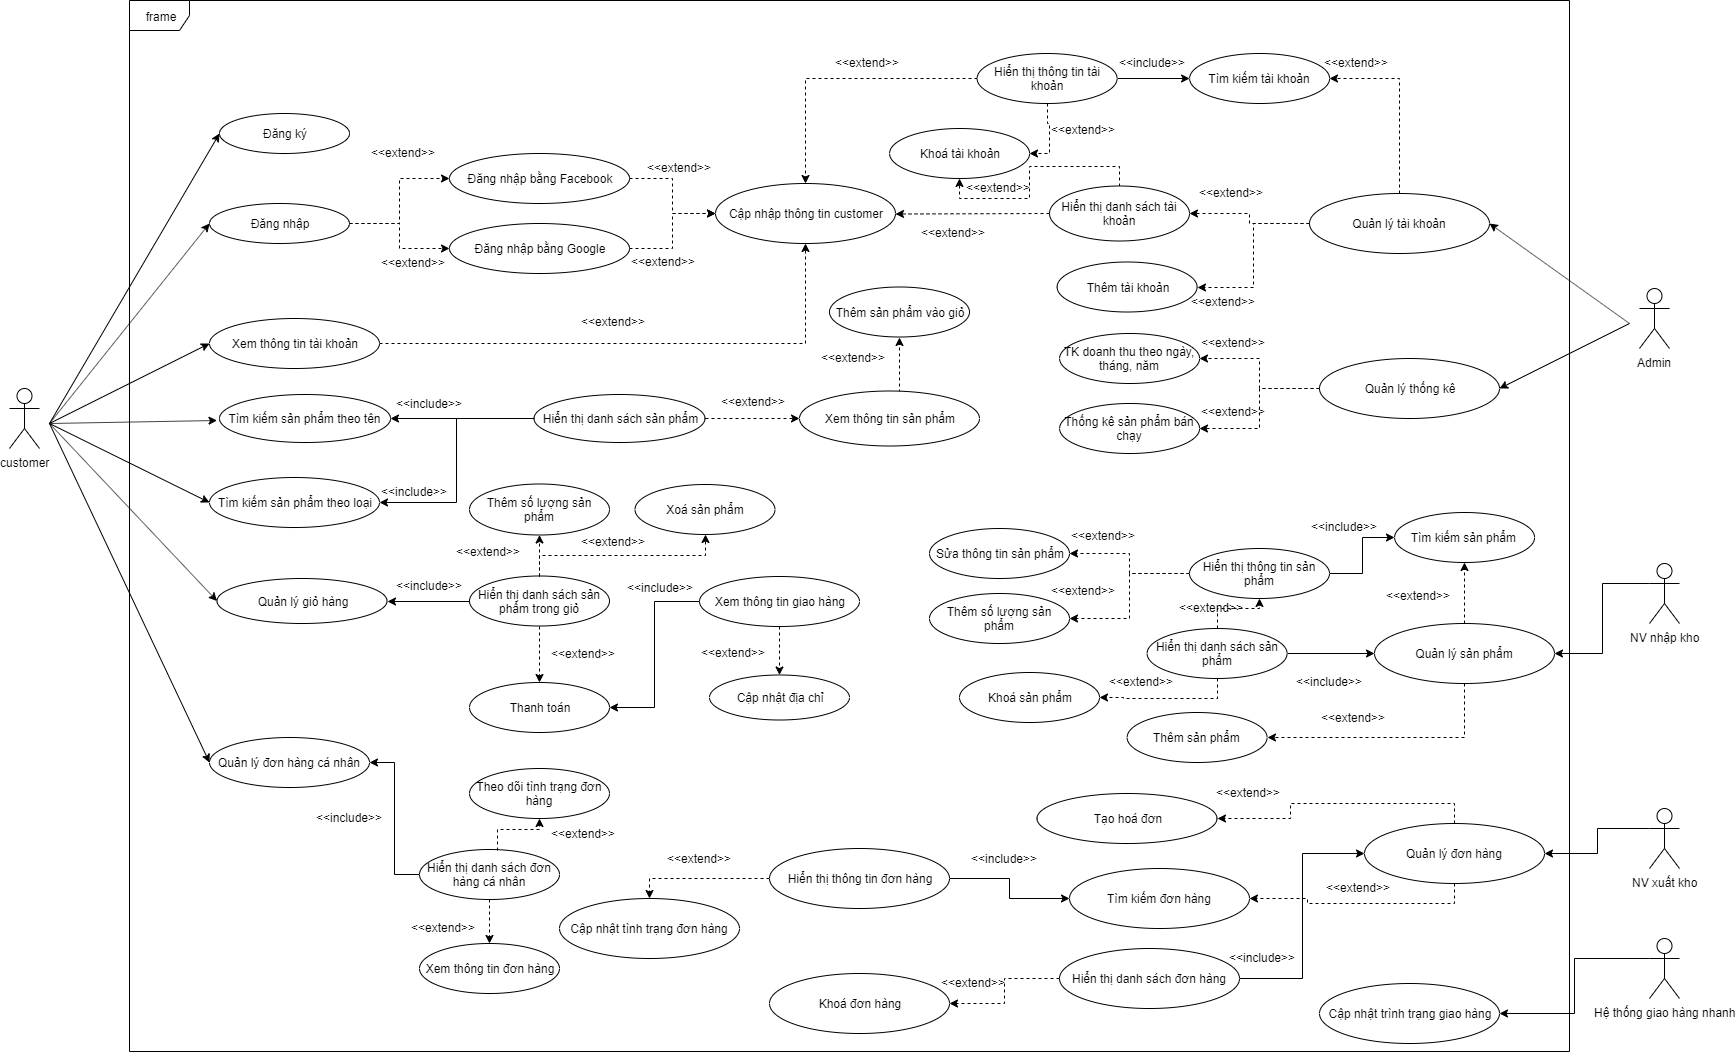 frame
<<extend>>
Hiển thị thông tin tài
khoản
<<include>>
Tìm kiếm tài khoản
<<extend>>
Đăng ký
<<extend>>
Khoá tài khoản
<<extend>>
Đăng nhập bằng Facebook
<<extend>>
<<extend>>
Đăng nhập
Cập nhập thông tin customer
Hiển thị danh sách tài
khoản
<<extend>>
Quản lý tài khoản
<<extend>>
Đăng nhập bằng Google
<<extend>>
<<extend>>
Thêm tài khoản
<<extend>>
Xem thông tin tài khoản
<<extend>>
Thêm sản phẩm vào giỏ
<<extend>>
TK doanh thu theo ngày,
tháng, năm
<<extend>>
Admin
Quản lý thống kê
customer
Tìm kiếm sản phẩm theo tên
<<include>>
Hiển thị danh sách sản phẩm
<<extend>>
Xem thông tin sản phẩm
Thống kê sản phẩm bán
chạy
<<extend>>
Tìm kiếm sản phẩm theo loại
<<include>>
Thêm số lượng sản
phẩm
Xoá sản phẩm
<<extend>>
<<extend>>
Sửa thông tin sản phẩm
<<extend>>
Hiển thị thông tin sản
phẩm
<<include>>
Tìm kiếm sản phẩm
Quản lý giỏ hàng
<<include>>
Hiển thị danh sách sản
phẩm trong giỏ
<<include>>
Xem thông tin giao hàng
Thêm số lượng sản
phẩm
<<extend>>
<<extend>>
<<extend>>
NV nhập kho
<<extend>>
<<extend>>
Hiển thị danh sách sản
phẩm
<<include>>
Quản lý sản phẩm
Thanh toán
Cập nhật địa chỉ
Khoá sản phẩm
<<extend>>
Thêm sản phẩm
<<extend>>
Quản lý đơn hàng cá nhân
<<include>>
Theo dõi tình trạng đơn
hàng
<<extend>>
Tạo hoá đơn
<<extend>>
Hiển thị danh sách đơn
hàng cá nhân
<<extend>>
Hiển thị thông tin đơn hàng
<<include>>
Quản lý đơn hàng
NV xuất kho
Tìm kiếm đơn hàng
<<extend>>
<<extend>>
Cập nhật tình trạng đơn hàng
Xem thông tin đơn hàng
<<include>>
Hiển thị danh sách đơn hàng
<<extend>>
Khoá đơn hàng
Cập nhật trình trạng giao hàng
Hệ thống giao hàng nhanh